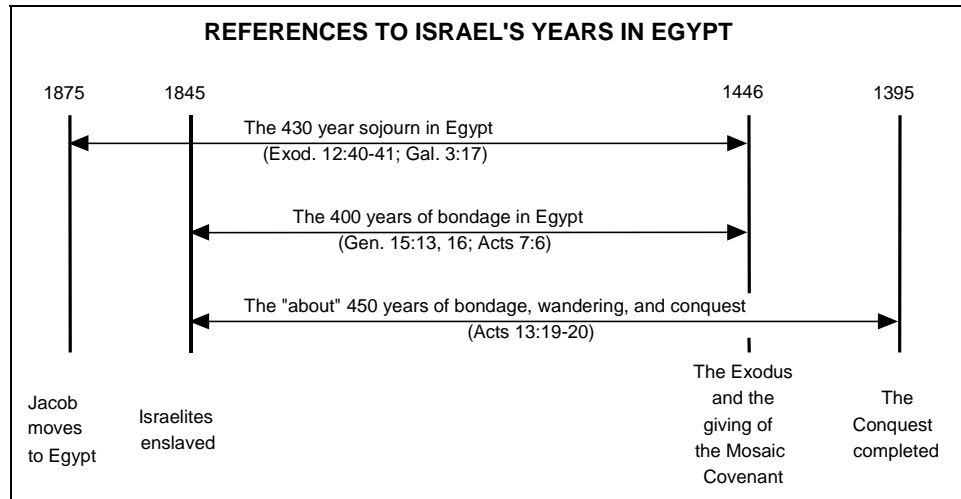 REFERENCES TO ISRAEL'S YEARS IN EGYPT
1875 1845 1446 1395
The 430 year sojourn in Egypt
(Exod. 12:40-41; Gal. 3:17)
The 400 years of bondage in Egypt
(Gen. 15:13, 16; Acts 7:6)
The "about" 450 years of bondage, wandering, and conquest
(Acts 13:19-20)
Jacob
moves
to Egypt
Israelites
enslaved
The Exodus
and the
giving of
the Mosaic
Covenant
The
Conquest
completed